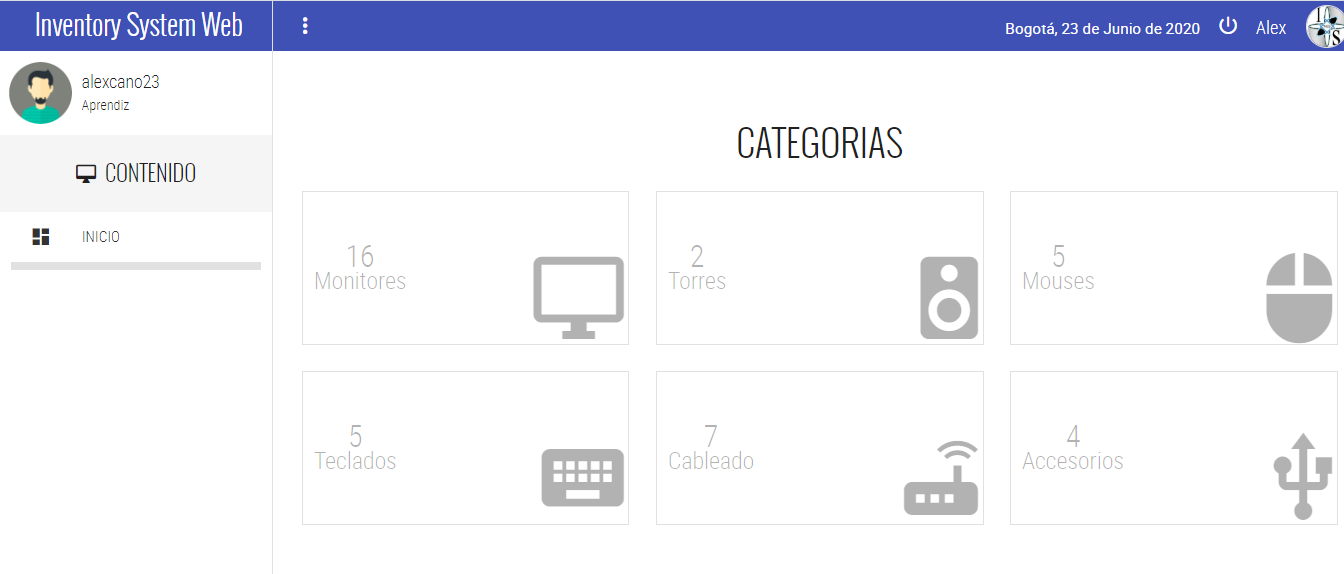 Inventory System Web
Bogotá, 23 de Junio de 2020
Alex
I
S
alexcano23
Aprendiz
CONTENIDO
INICIO
CATEGORIAS
16
Monitores
2
Torres
5
Mouses
5
Teclados
7
Cableado
4
Accesorios